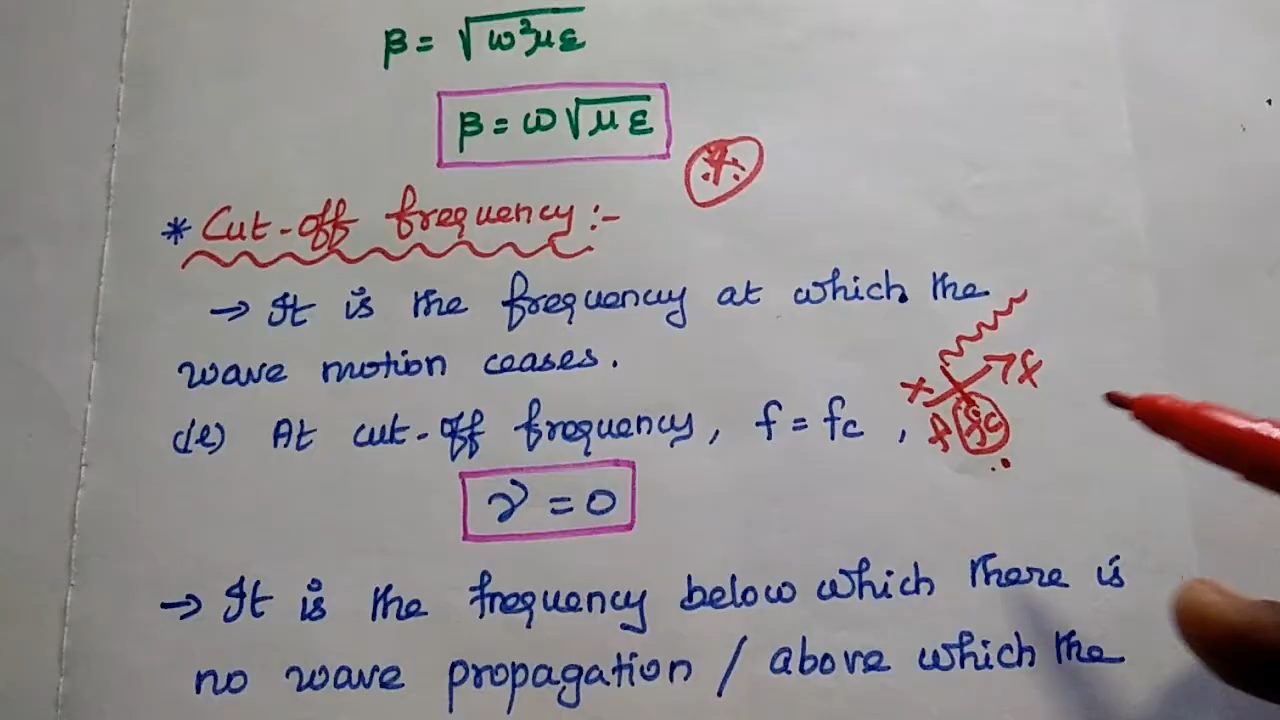 β = √ω²με
β = ω√με
* Cut-off frequency :-
→ It is the frequency at which the
wave motion ceases.
(ie) At cut-off frequency, f = fc ,
γ = 0
→ It is the frequency below which there is
no wave propagation / above which the